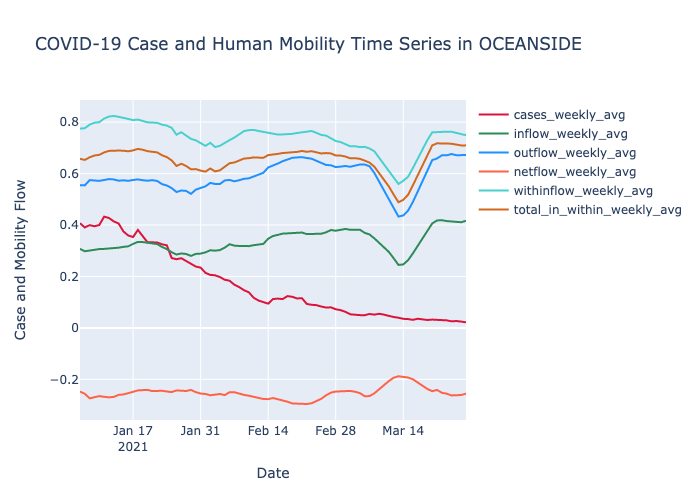 COVID-19 Case and Human Mobility Time Series in OCEANSIDE
cases_weekly_avg
inflow_weekly_avg
outflow_weekly_avg
netflow_weekly_avg
withinflow_weekly_avg
total_in_within_weekly_avg
Case and Mobility Flow
0.8
0.6
0.4
0.2
0
−0.2
Jan 17
2021
Jan 31
Feb 14
Feb 28
Mar 14
Date